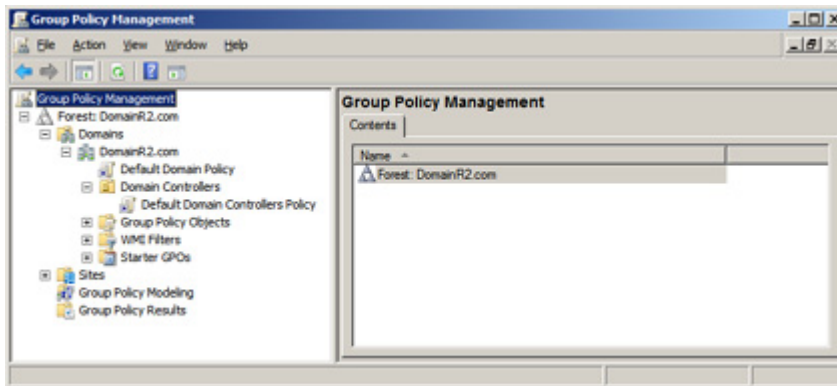 Group Policy Management
File Action View Window Help
Group Policy Management
Forest: DomainR2.com
Domains
DomainR2.com
Default Domain Policy
Domain Controllers
Default Domain Controllers Policy
Group Policy Objects
WMI Filters
Starter GPOs
Sites
Group Policy Modeling
Group Policy Results
Group Policy Management
Contents
Name
Forest: DomainR2.com